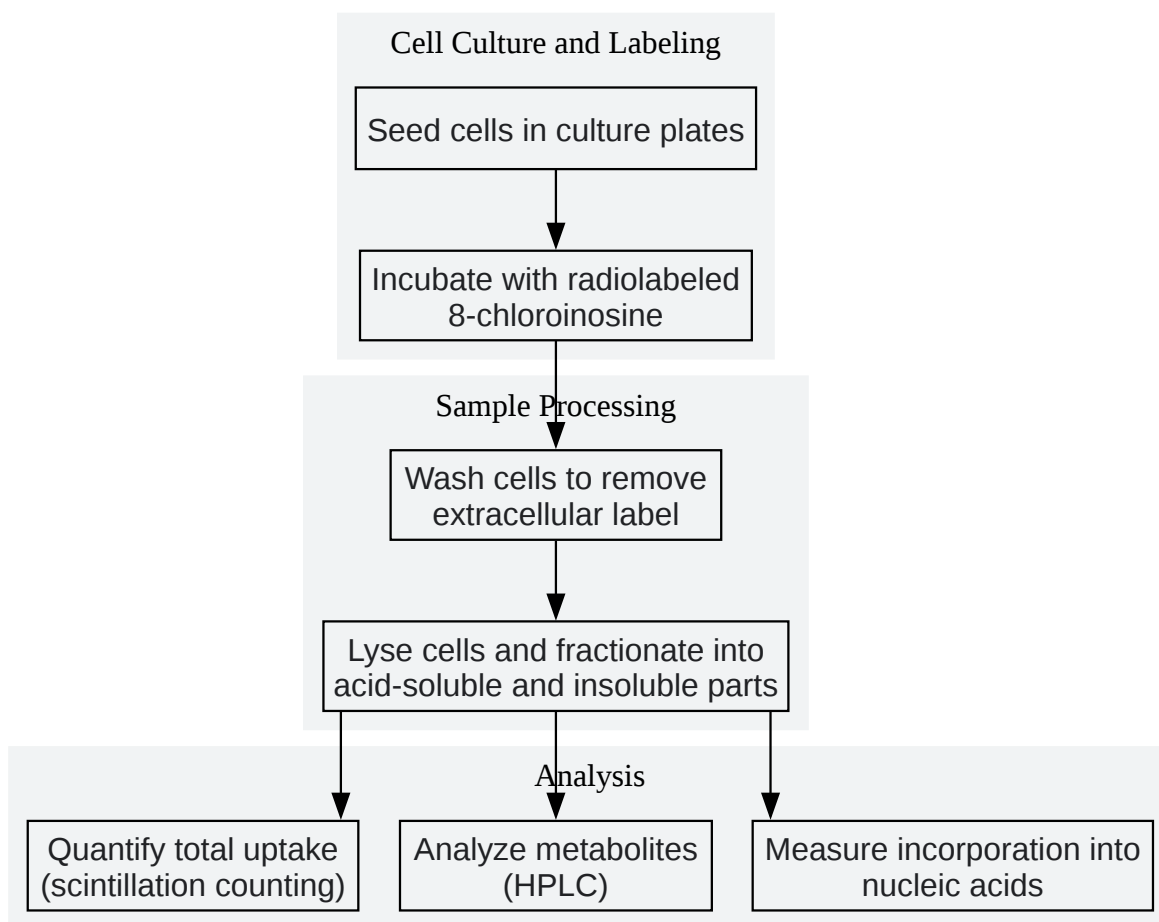 Cell Culture and Labeling
Seed cells in culture plates
Incubate with radiolabeled
8-chloroinosine
Sample Processing
Wash cells to remove
extracellular label
Lyse cells and fractionate into
acid-soluble and insoluble parts
Analysis
Quantify total uptake
(scintillation counting)
Analyze metabolites
(HPLC)
Measure incorporation into
nucleic acids